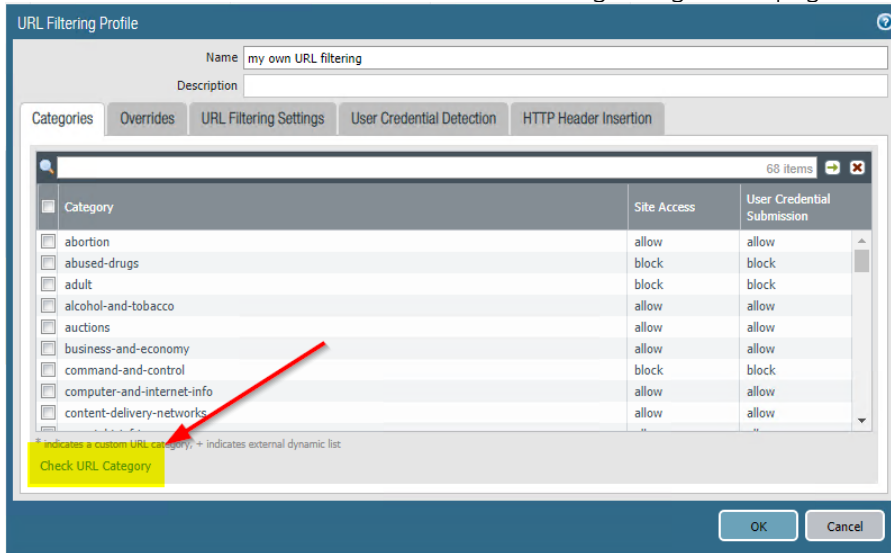 URL Filtering Profile
Name my own URL filtering
Description
Categories Overrides URL Filtering Settings User Credential Detection HTTP Header Insertion
68 items
Category Site Access User Credential Submission
abortion allow allow
abused-drugs block block
adult block block
alcohol-and-tobacco allow allow
auctions allow allow
business-and-economy allow allow
command-and-control block block
computer-and-internet-info allow allow
content-delivery-networks allow allow
* indicates a custom URL category, + indicates external dynamic list
Check URL Category
OK Cancel